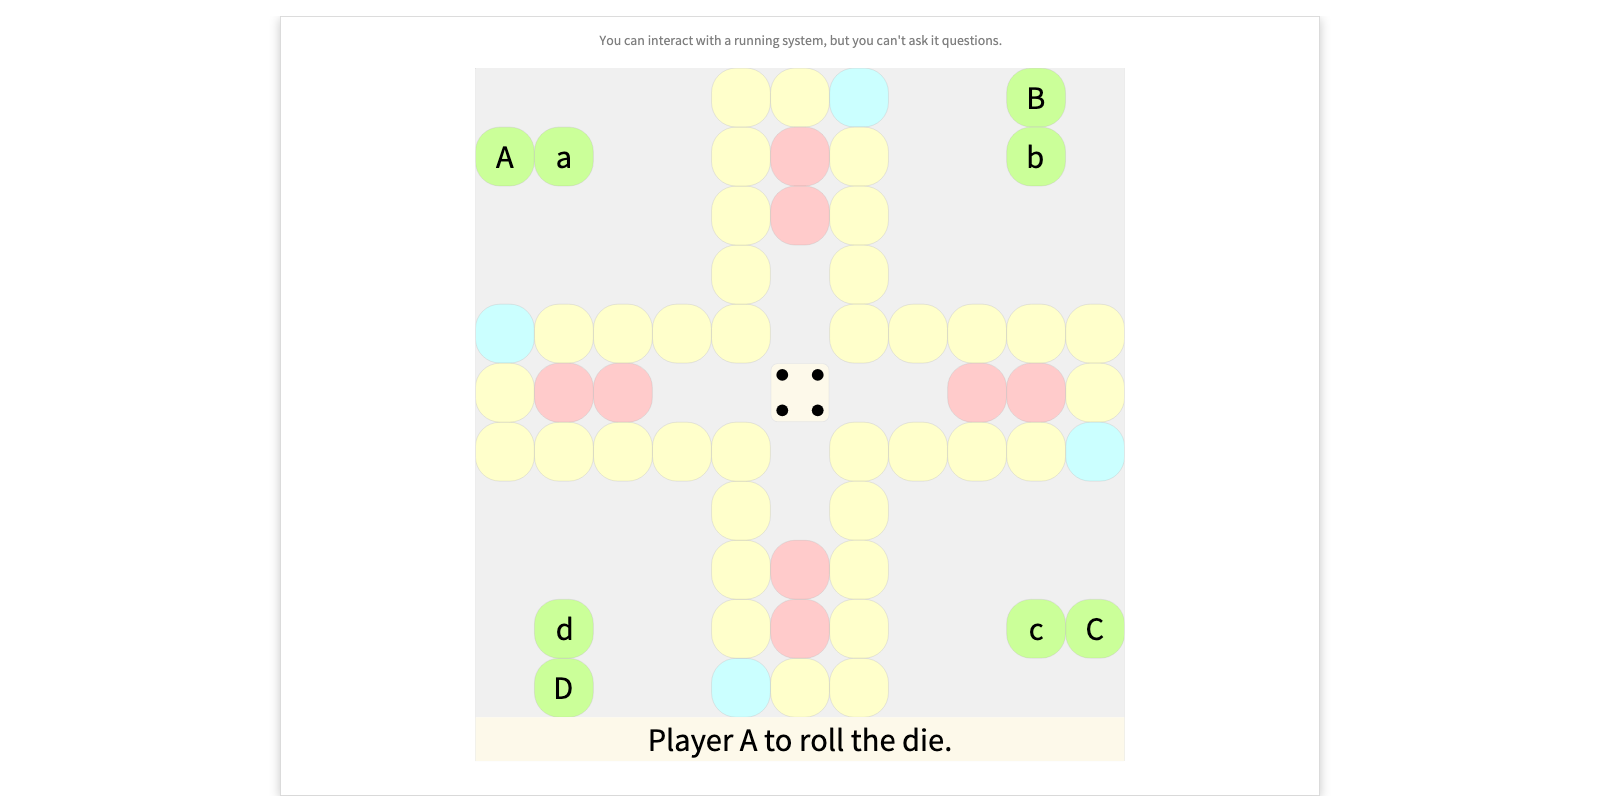 You can interact with a running system, but you can't ask it questions.
B
A a b
d c C
D
Player A to roll the die.